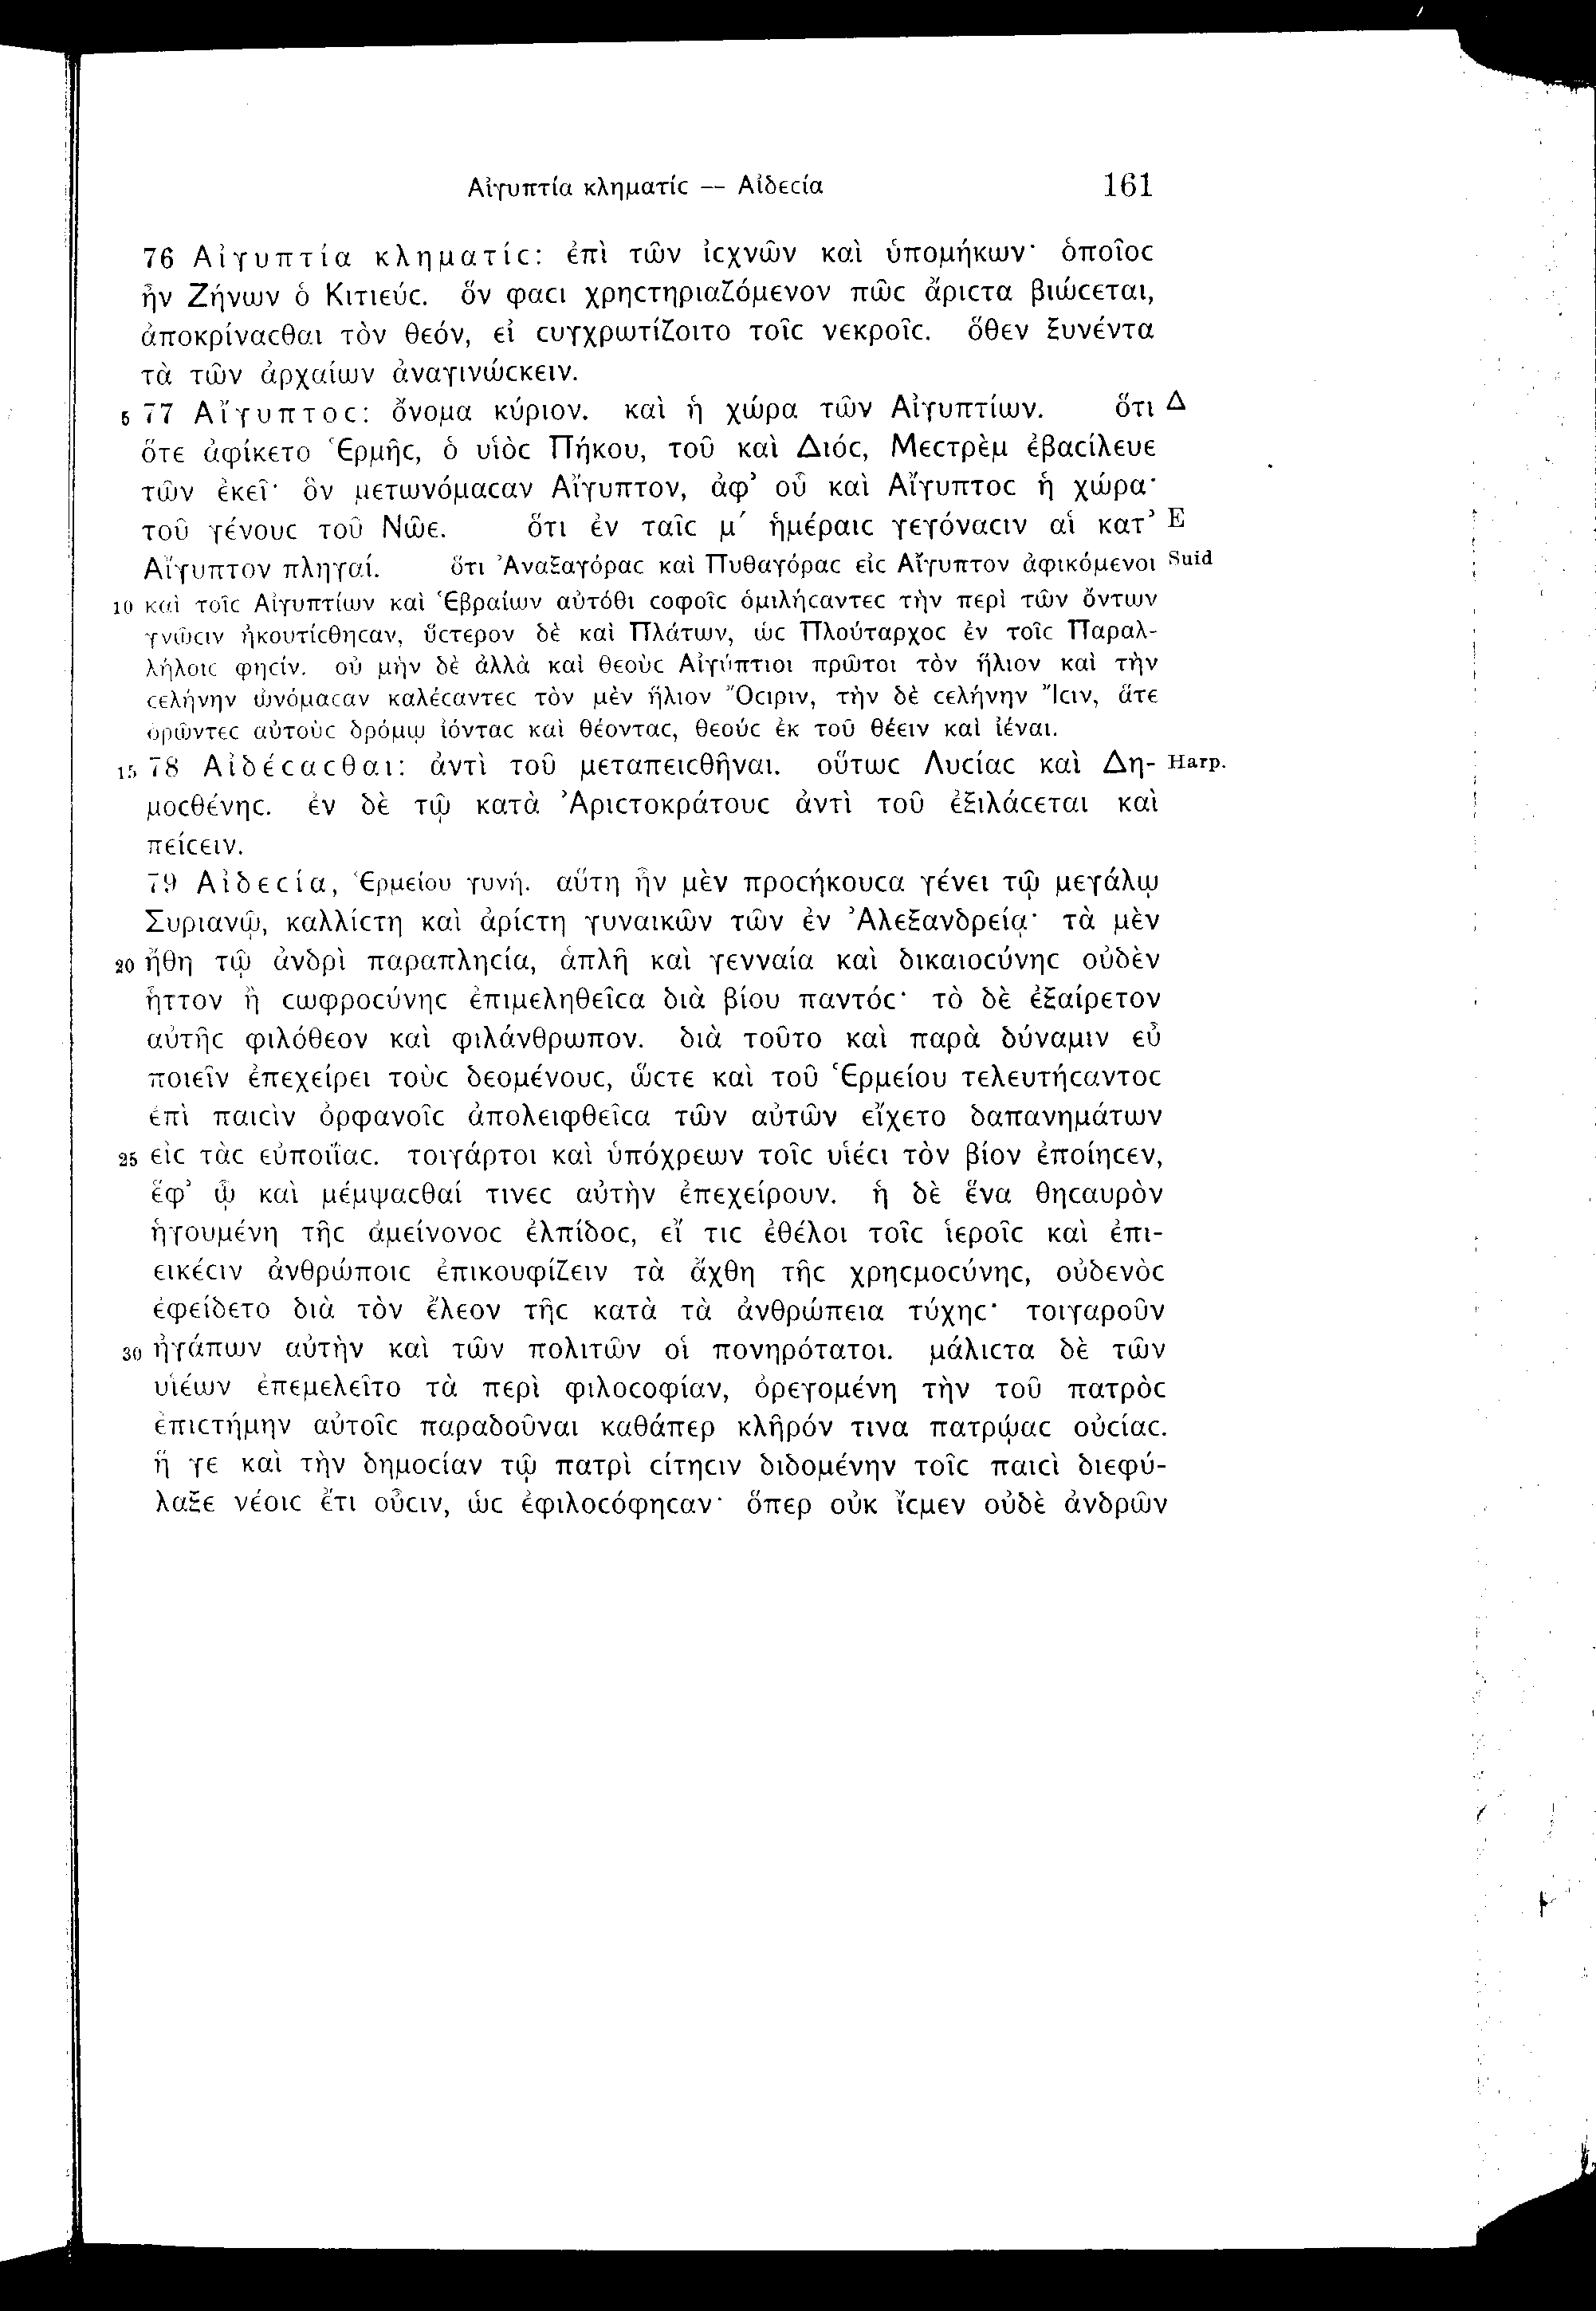 Αἰγυπτία κληματίϲ — Αἰδεϲία 161
76 Αἰγυπτία κληματίϲ: ἐπὶ τῶν ἰϲχνῶν καὶ ὑπομήκων· ὁποῖοϲ
ἦν Ζήνων ὁ Κιτιεύϲ. ὅν φαϲι χρηϲτηριαζόμενον πῶϲ ἄριϲτα βιώϲεται,
ἀποκρίναϲθαι τὸν θεόν, εἰ ϲυγχρωτίζοιτο τοῖϲ νεκροῖϲ. ὅθεν ξυνέντα
τὰ τῶν ἀρχαίων ἀναγινώϲκειν.
5 77 Αἴγυπτοϲ: ὄνομα κύριον. καὶ ἡ χώρα τῶν Αἰγυπτίων. ὅτι Δ
ὅτε ἀφίκετο Ἑρμῆϲ, ὁ υἱὸϲ Πήκου, τοῦ καὶ Διόϲ, Μεϲτρὲμ ἐβαϲίλευε
τῶν ἐκεῖ· ὃν μετωνόμαϲαν Αἴγυπτον, ἀφ' οὗ καὶ Αἴγυπτοϲ ἡ χώρα·
τοῦ γένουϲ τοῦ Νῶε. ὅτι ἐν ταῖϲ μ´ ἡμέραιϲ γεγόναϲιν αἱ κατ' Ε
Αἴγυπτον πληγαί. ὅτι Ἀναξαγόραϲ καὶ Πυθαγόραϲ εἰϲ Αἴγυπτον ἀφικόμενοι Suid
10 καὶ τοῖϲ Αἰγυπτίων καὶ Ἑβραίων αὐτόθι ϲοφοῖϲ ὁμιλήϲαντεϲ τὴν περὶ τῶν ὄντων
γνῶϲιν ἠκουτίϲθηϲαν, ὕϲτερον δὲ καὶ Πλάτων, ὡϲ Πλούταρχοϲ ἐν τοῖϲ Παραλ-
λήλοιϲ φηϲίν. οὐ μὴν δὲ ἀλλὰ καὶ θεοὺϲ Αἰγύπτιοι πρῶτοι τὸν ἥλιον καὶ τὴν
ϲελήνην ὠνόμαϲαν καλέϲαντεϲ τὸν μὲν ἥλιον Ὄϲιριν, τὴν δὲ ϲελήνην Ἴϲιν, ἅτε
ὁρῶντεϲ αὐτοὺϲ δρόμῳ ἰόνταϲ καὶ θέονταϲ, θεούϲ ἐκ τοῦ θέειν καὶ ἰέναι.
15 78 Αἰδέϲαϲθαι: ἀντὶ τοῦ μεταπειϲθῆναι. οὕτωϲ Λυϲίαϲ καὶ Δη- Harp.
μοϲθένηϲ. ἐν δὲ τῷ κατὰ Ἀριϲτοκράτουϲ ἀντὶ τοῦ ἐξιλάϲεται καὶ
πείϲειν.
79 Αἰδεϲία, Ἑρμείου γυνή. αὕτη ἦν μὲν προϲήκουϲα γένει τῷ μεγάλῳ
Συριανῷ, καλλίϲτη καὶ ἀρίϲτη γυναικῶν τῶν ἐν Ἀλεξανδρείᾳ· τὰ μὲν
20 ἤθη τῷ ἀνδρὶ παραπληϲία, ἁπλῆ καὶ γενναία καὶ δικαιοϲύνηϲ οὐδὲν
ἧττον ἢ ϲωφροϲύνηϲ ἐπιμεληθεῖϲα διὰ βίου παντόϲ· τὸ δὲ ἐξαίρετον
αὐτῆϲ φιλόθεον καὶ φιλάνθρωπον. διὰ τοῦτο καὶ παρὰ δύναμιν εὖ
ποιεῖν ἐπεχείρει τοὺϲ δεομένουϲ, ὥϲτε καὶ τοῦ Ἑρμείου τελευτήϲαντοϲ
ἐπὶ παιϲὶν ὀρφανοῖϲ ἀπολειφθεῖϲα τῶν αὐτῶν εἴχετο δαπανημάτων
25 εἰϲ τὰϲ εὐποιΐαϲ. τοιγάρτοι καὶ ὑπόχρεων τοῖϲ υἱέϲι τὸν βίον ἐποίηϲεν,
ἐφ' ᾧ καὶ μέμψαϲθαί τινεϲ αὐτὴν ἐπεχείρουν. ἡ δὲ ἕνα θηϲαυρὸν
ἡγουμένη τῆϲ ἀμείνονοϲ ἐλπίδοϲ, εἴ τιϲ ἐθέλοι τοῖϲ ἱεροῖϲ καὶ ἐπι-
εικέϲιν ἀνθρώποιϲ ἐπικουφίζειν τὰ ἄχθη τῆϲ χρηϲμοϲύνηϲ, οὐδενὸϲ
ἐφείδετο διὰ τὸν ἔλεον τῆϲ κατὰ τὰ ἀνθρώπεια τύχηϲ· τοιγαροῦν
30 ἠγάπων αὐτὴν καὶ τῶν πολιτῶν οἱ πονηρότατοι. μάλιϲτα δὲ τῶν
υἱέων ἐπεμελεῖτο τὰ περὶ φιλοϲοφίαν, ὀρεγομένη τὴν τοῦ πατρὸϲ
ἐπιϲτήμην αὐτοῖϲ παραδοῦναι καθάπερ κλῆρόν τινα πατρῴαϲ οὐϲίαϲ.
ἥ γε καὶ τὴν δημοϲίαν τῷ πατρὶ ϲίτηϲιν διδομένην τοῖϲ παιϲὶ διεφύ-
λαξε νέοιϲ ἔτι οὖϲιν, ὡϲ ἐφιλοϲόφηϲαν· ὅπερ οὐκ ἴϲμεν οὐδὲ ἀνδρῶν